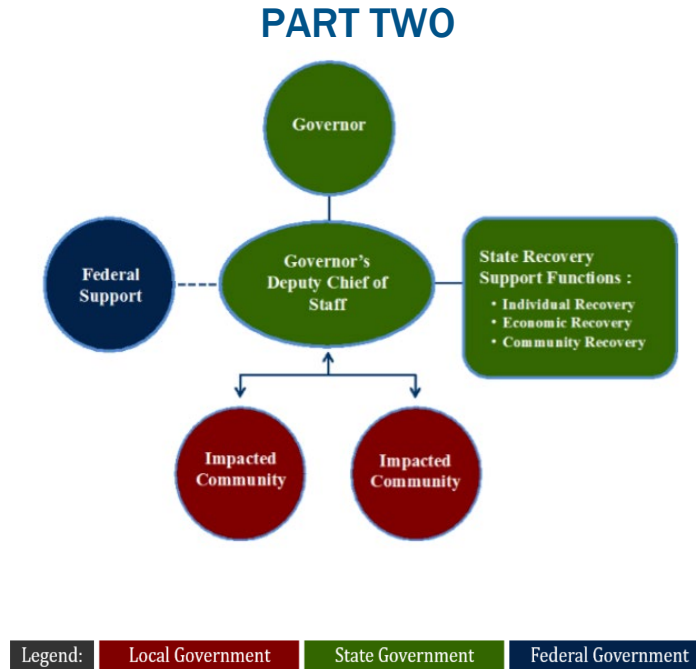 PART TWO
Governor
Federal
Support
Governor's
Deputy Chief of
Staff
State Recovery
Support Functions :
• Individual Recovery
• Economic Recovery
• Community Recovery
Impacted
Community
Impacted
Community
Legend:
Local Government
State Government
Federal Government